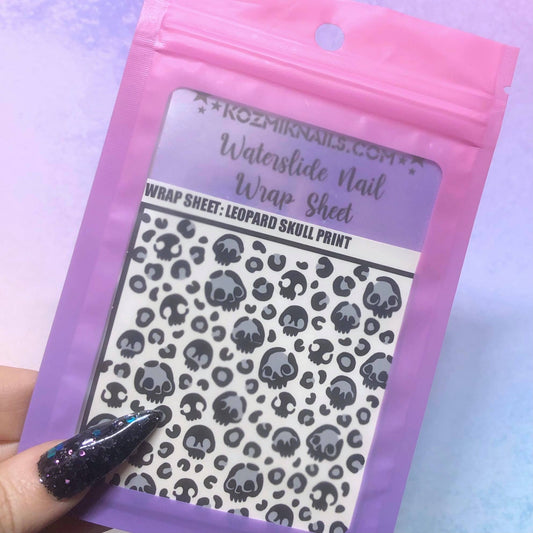 KOZMIKNAILS.COM
Waterslide Nail
Wrap Sheet
WRAP SHEET: LEOPARD SKULL PRINT